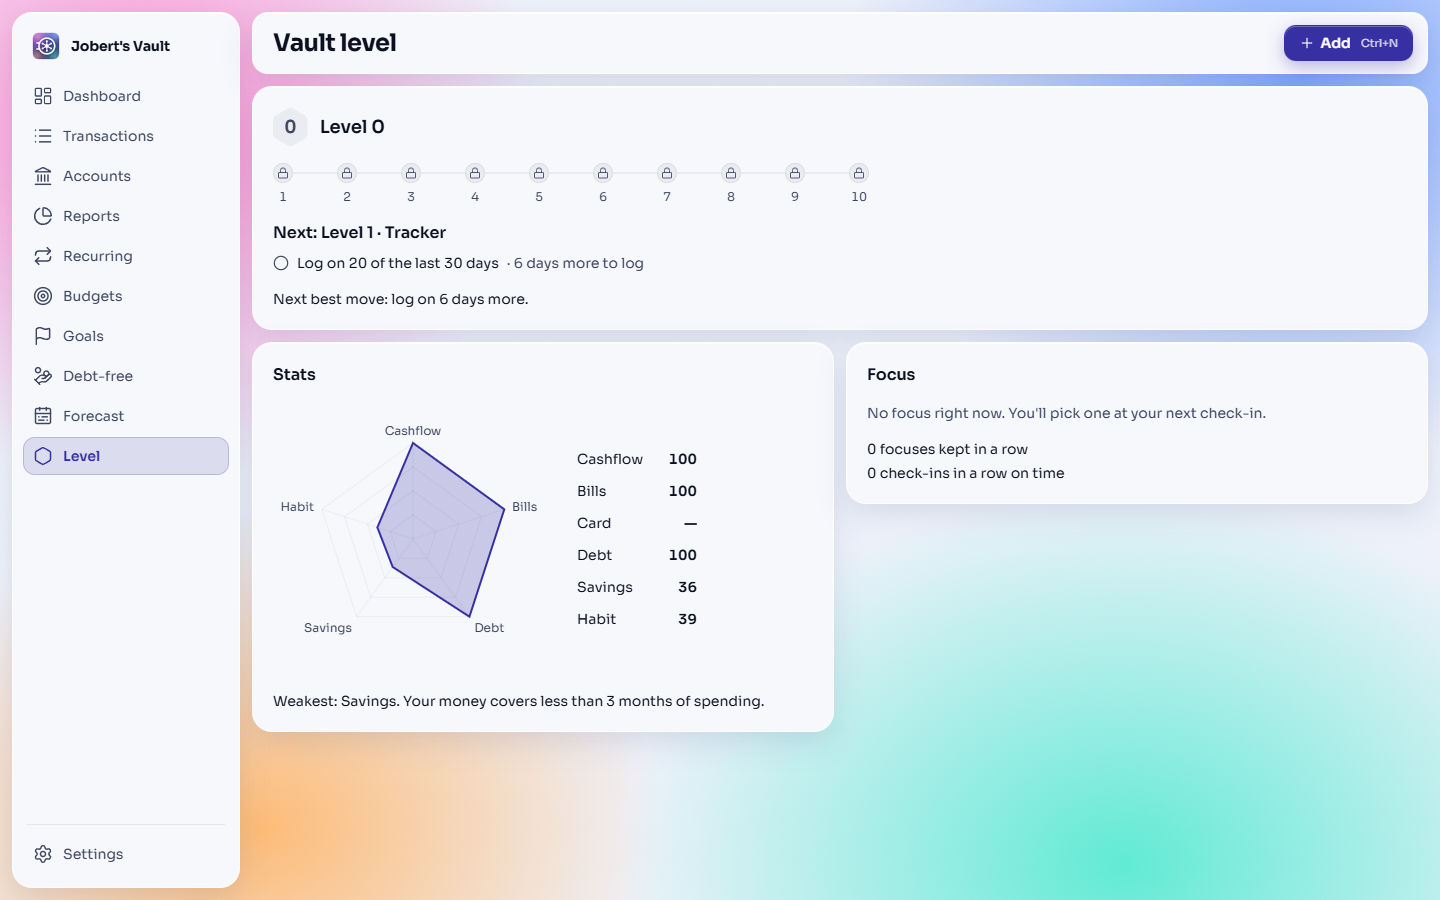 Jobert's Vault
Dashboard
Transactions
Accounts
Reports
Recurring
Budgets
Goals
Debt-free
Forecast
Level
Settings
Vault level
Add Ctrl+N
0 Level 0
1 2 3 4 5 6 7 8 9 10
Next: Level 1 · Tracker
Log on 20 of the last 30 days · 6 days more to log
Next best move: log on 6 days more.
Stats
Cashflow
Habit
Bills
Savings
Debt
Cashflow 100
Bills 100
Card —
Debt 100
Savings 36
Habit 39
Weakest: Savings. Your money covers less than 3 months of spending.
Focus
No focus right now. You'll pick one at your next check-in.
0 focuses kept in a row
0 check-ins in a row on time